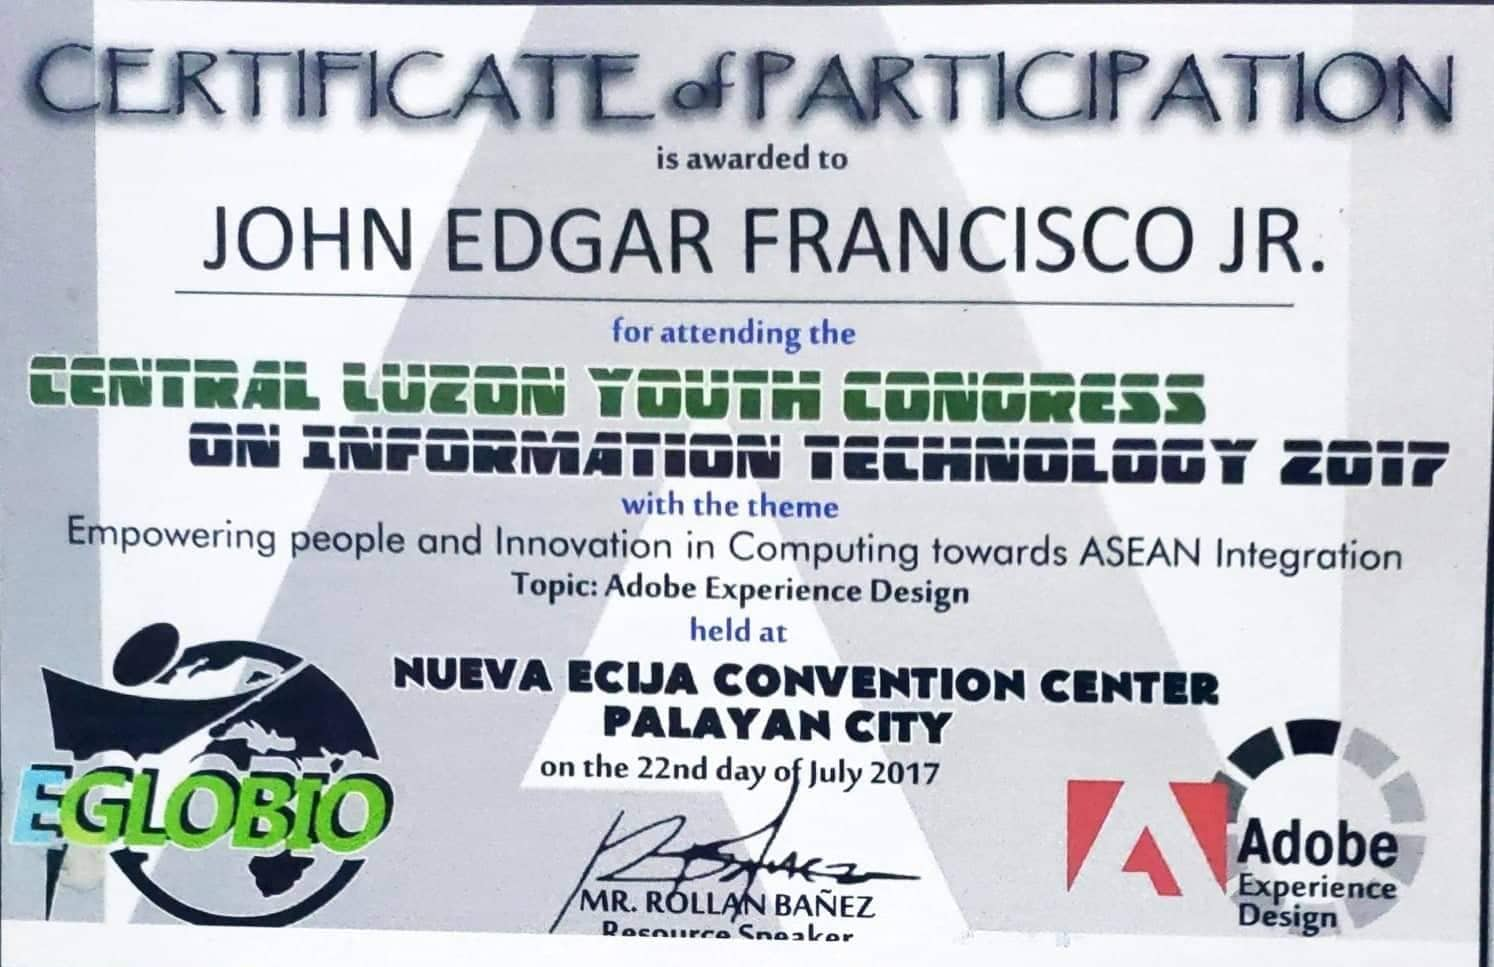 CERTIFICATE of PARTICIPATION
is awarded to
JOHN EDGAR FRANCISCO JR.
for attending the
CENTRAL LUZON YOUTH CONGRESS
ON INFORMATION TECHNOLOGY 2017
with the theme
Empowering people and Innovation in Computing towards ASEAN Integration
Topic: Adobe Experience Design
held at
NUEVA ECIJA CONVENTION CENTER
PALAYAN CITY
on the 22nd day of July 2017
EGLOBIO
MR. ROLLAN BAÑEZ
Resource Speaker
Adobe
Experience
Design